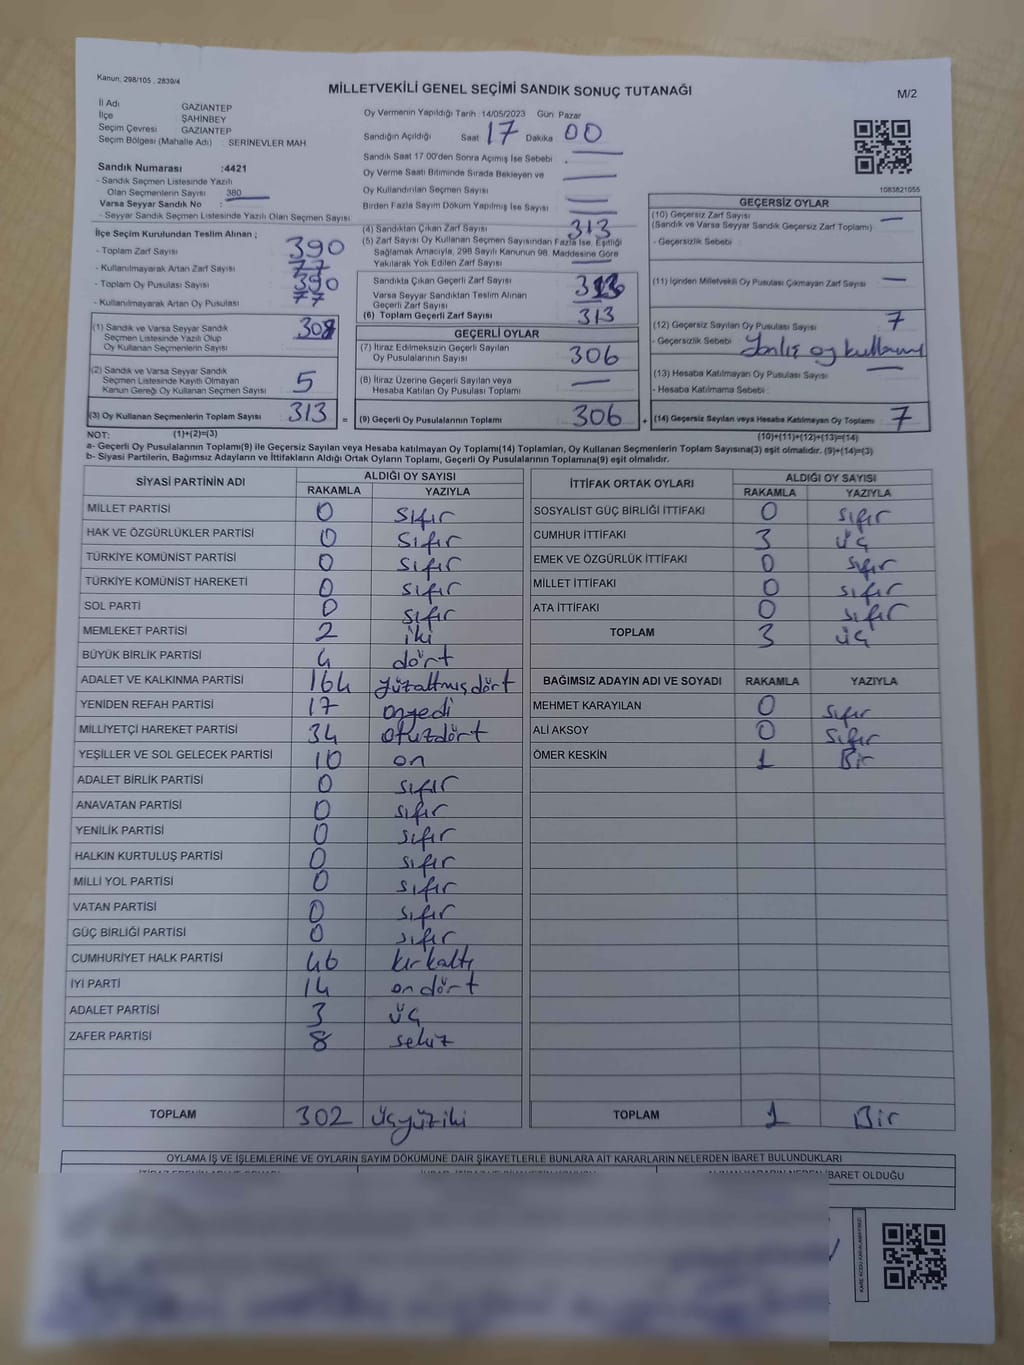 Kanun: 298/105 , 2839/4
MİLLETVEKİLİ GENEL SEÇİMİ SANDIK SONUÇ TUTANAĞI
M/2
İl Adı GAZİANTEP
İlçe ŞAHİNBEY
Seçim Çevresi GAZİANTEP
Seçim Bölgesi (Mahalle Adı) : SERINEVLER MAH
Sandık Numarası :4421
- Sandık Seçmen Listesinde Yazılı
Olan Seçmenlerin Sayısı 380
Varsa Seyyar Sandık No
- Seyyar Sandık Seçmen Listesinde Yazılı Olan Seçmen Sayısı
Oy Vermenin Yapıldığı Tarih :14/05/2023 Gün: Pazar
Sandığın Açıldığı Saat 17 Dakika 00
Sandık Saat 17:00'den Sonra Açımış İse Sebebi :
Oy Verme Saati Bitiminde Sırada Bekleyen ve
Oy Kullandırılan Seçmen Sayısı
Birden Fazla Sayım Döküm Yapılmış İse Sayısı
1083821055
İlçe Seçim Kurulundan Teslim Alınan ;
- Toplam Zarf Sayısı 390
- Kullanılmayarak Artan Zarf Sayısı 77
- Toplam Oy Pusulası Sayısı 390
- Kullanılmayarak Artan Oy Pusulası 77
(1) Sandık ve Varsa Seyyar Sandık
Seçmen Listesinde Yazılı Olup
Oy Kullanan Seçmenlerin Sayısı 308
(2) Sandık ve Varsa Seyyar Sandık
Seçmen Listesinde Kayıtlı Olmayan
Kanun Gereği Oy Kullanan Seçmen Sayısı 5
(3) Oy Kullanan Seçmenlerin Toplam Sayısı 313 =
(1)+(2)=(3)
(4) Sandıktan Çıkan Zarf Sayısı 313
(5) Zarf Sayısı Oy Kullanan Seçmen Sayısından Fazla İse, Eşitliği
Sağlamak Amacıyla, 298 Sayılı Kanunun 98. Maddesine Göre
Yakılarak Yok Edilen Zarf Sayısı
Sandıkta Çıkan Geçerli Zarf Sayısı 313
Varsa Seyyar Sandıktan Teslim Alınan
Geçerli Zarf Sayısı
(6) Toplam Geçerli Zarf Sayısı 313
GEÇERLİ OYLAR
(7) İtiraz Edilmeksizin Geçerli Sayılan
Oy Pusulalarının Sayısı 306
(8) İtiraz Üzerine Geçerli Sayılan veya
Hesaba Katılan Oy Pusulaları Toplamı —
(9) Geçerli Oy Pusulalarının Toplamı 306 +
GEÇERSİZ OYLAR
(10) Geçersiz Zarf Sayısı —
(Sandık ve Varsa Seyyar Sandık Geçersiz Zarf Toplamı)
- Geçersizlik Sebebi :
(11) İçinden Milletvekili Oy Pusulası Çıkmayan Zarf Sayısı —
(12) Geçersiz Sayılan Oy Pusulası Sayısı 7
- Geçersizlik Sebebi : Yanlış oy kullanımı
(13) Hesaba Katılmayan Oy Pusulası Sayısı —
- Hesaba Katılmama Sebebi :
(14) Geçersiz Sayılan veya Hesaba Katılmayan Oy Toplamı 7
(10)+(11)+(12)+(13)=(14)
NOT:
a- Geçerli Oy Pusulalarının Toplamı(9) ile Geçersiz Sayılan veya Hesaba katılmayan Oy Toplamı(14) Toplamları, Oy Kullanan Seçmenlerin Toplam Sayısına(3) eşit olmalıdır. (9)+(14)=(3)
b- Siyasi Partilerin, Bağımsız Adayların ve İttifakların Aldığı Ortak Oyların Toplamı, Geçerli Oy Pusulalarının Toplamına(9) eşit olmalıdır.
SİYASİ PARTİNİN ADI ALDIĞI OY SAYISI
RAKAMLA YAZIYLA
MİLLET PARTİSİ 0 sıfır
HAK VE ÖZGÜRLÜKLER PARTİSİ 0 sıfır
TÜRKİYE KOMÜNİST PARTİSİ 0 sıfır
TÜRKİYE KOMÜNİST HAREKETİ 0 sıfır
SOL PARTİ 0 sıfır
MEMLEKET PARTİSİ 2 iki
BÜYÜK BİRLİK PARTİSİ 4 dört
ADALET VE KALKINMA PARTİSİ 164 yüzaltmışdört
YENİDEN REFAH PARTİSİ 17 onyedi
MİLLİYETÇİ HAREKET PARTİSİ 34 otuzdört
YEŞİLLER VE SOL GELECEK PARTİSİ 10 on
ADALET BİRLİK PARTİSİ 0 sıfır
ANAVATAN PARTİSİ 0 sıfır
YENİLİK PARTİSİ 0 sıfır
HALKIN KURTULUŞ PARTİSİ 0 sıfır
MİLLİ YOL PARTİSİ 0 sıfır
VATAN PARTİSİ 0 sıfır
GÜÇ BİRLİĞİ PARTİSİ 0 sıfır
CUMHURİYET HALK PARTİSİ 46 kırkaltı
İYİ PARTİ 14 ondört
ADALET PARTİSİ 3 üç
ZAFER PARTİSİ 8 sekiz
TOPLAM 302 üçyüziki
İTTİFAK ORTAK OYLARI ALDIĞI OY SAYISI
RAKAMLA YAZIYLA
SOSYALİST GÜÇ BİRLİĞİ İTTİFAKI 0 sıfır
CUMHUR İTTİFAKI 3 üç
EMEK VE ÖZGÜRLÜK İTTİFAKI 0 sıfır
MİLLET İTTİFAKI 0 sıfır
ATA İTTİFAKI 0 sıfır
TOPLAM 3 üç
BAĞIMSIZ ADAYIN ADI VE SOYADI RAKAMLA YAZIYLA
MEHMET KARAYILAN 0 sıfır
ALİ AKSOY 0 sıfır
ÖMER KESKİN 1 Bir
TOPLAM 1 Bir
OYLAMA İŞ VE İŞLEMLERİNE VE OYLARIN SAYIM DÖKÜMÜNE DAİR ŞİKAYETLERLE BUNLARA AİT KARARLARIN NELERDEN İBARET BULUNDUKLARI
İBARET OLDUĞU